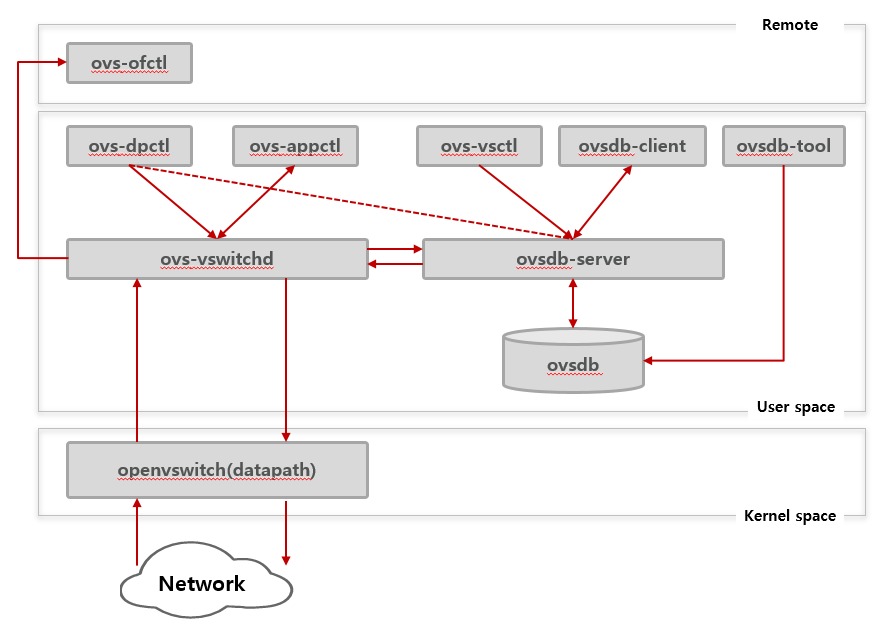 Remote
ovs-ofctl
ovs-dpctl
ovs-appctl
ovs-vsctl
ovsdb-client
ovsdb-tool
ovs-vswitchd
ovsdb-server
ovsdb
User space
openvswitch(datapath)
Kernel space
Network